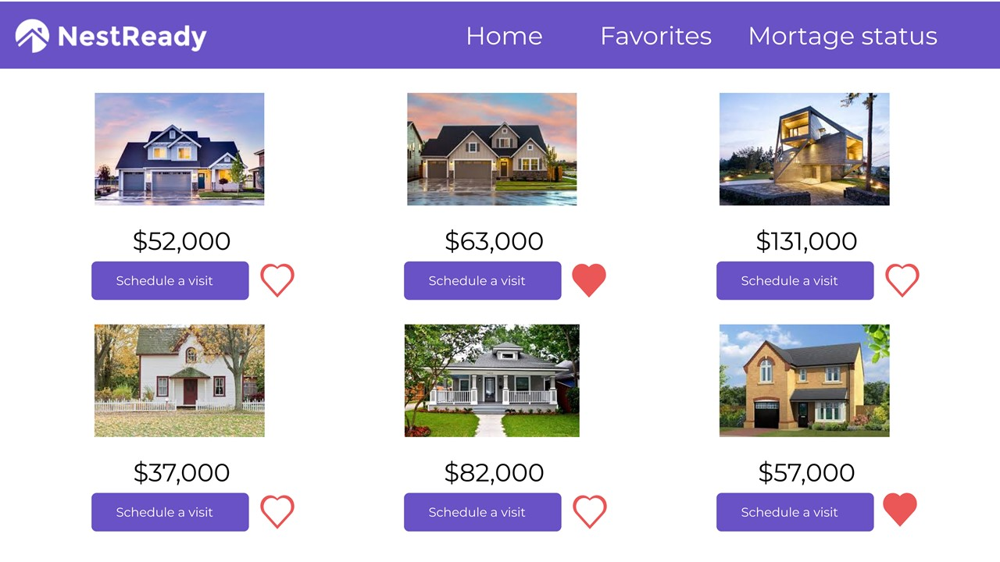 NestReady
Home Favorites Mortage status
$52,000 $63,000 $131,000
Schedule a visit Schedule a visit Schedule a visit
$37,000 $82,000 $57,000
Schedule a visit Schedule a visit Schedule a visit